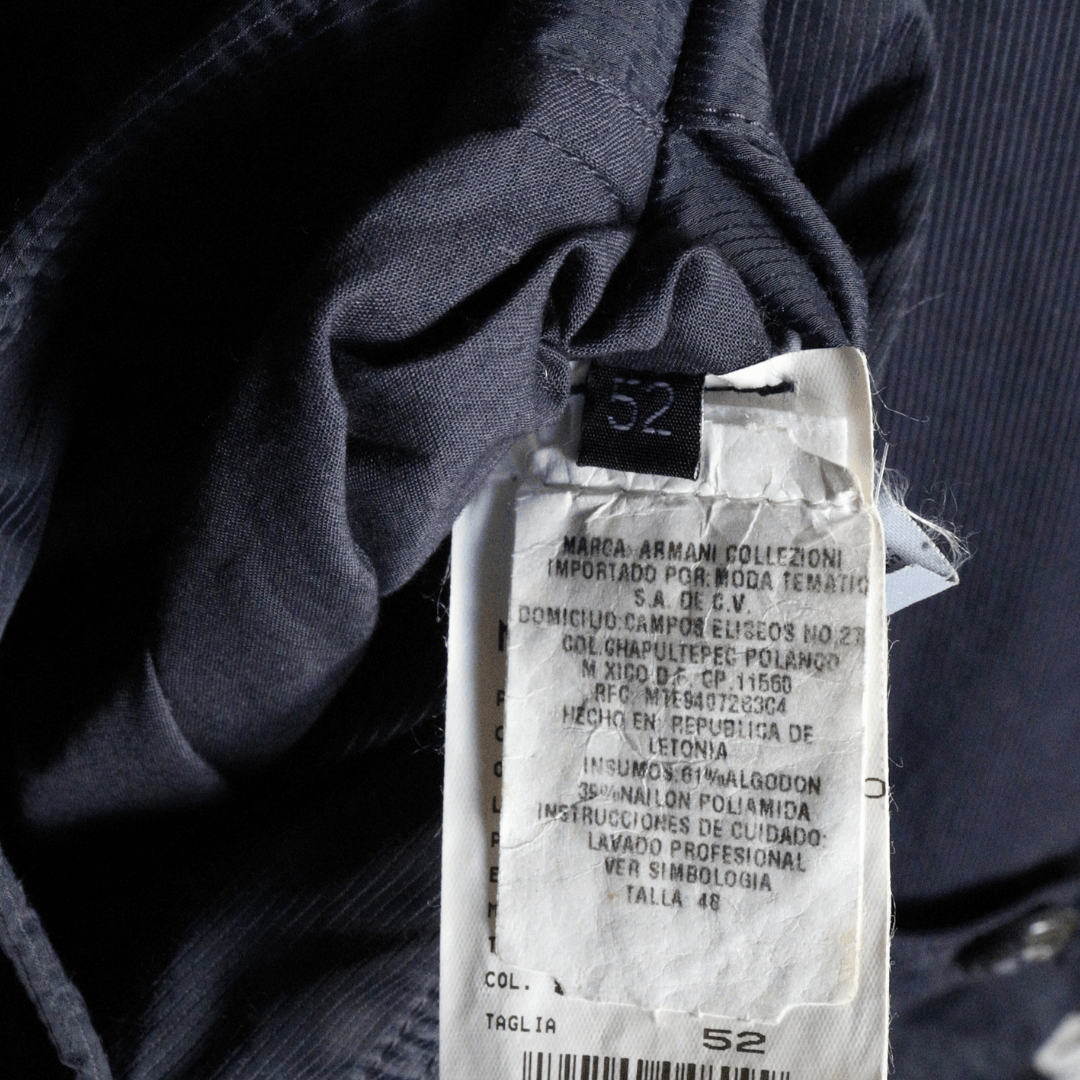 52
MARCA: ARMANI COLLEZIONI
IMPORTADO POR: MODA TEMATIC
S.A. DE C.V.
DOMICILIO:CAMPOS ELISEOS NO.27
COL.CHAPULTEPEC POLANCO
M XICO D.F. CP.11560
RFC: MTE9407283C4
HECHO EN: REPUBLICA DE
LETONIA
INSUMOS:61%ALGODON
39%NAILON POLIAMIDA
INSTRUCCIONES DE CUIDADO:
LAVADO PROFESIONAL
VER SIMBOLOGIA
TALLA 48
COL.
TAGLIA 52